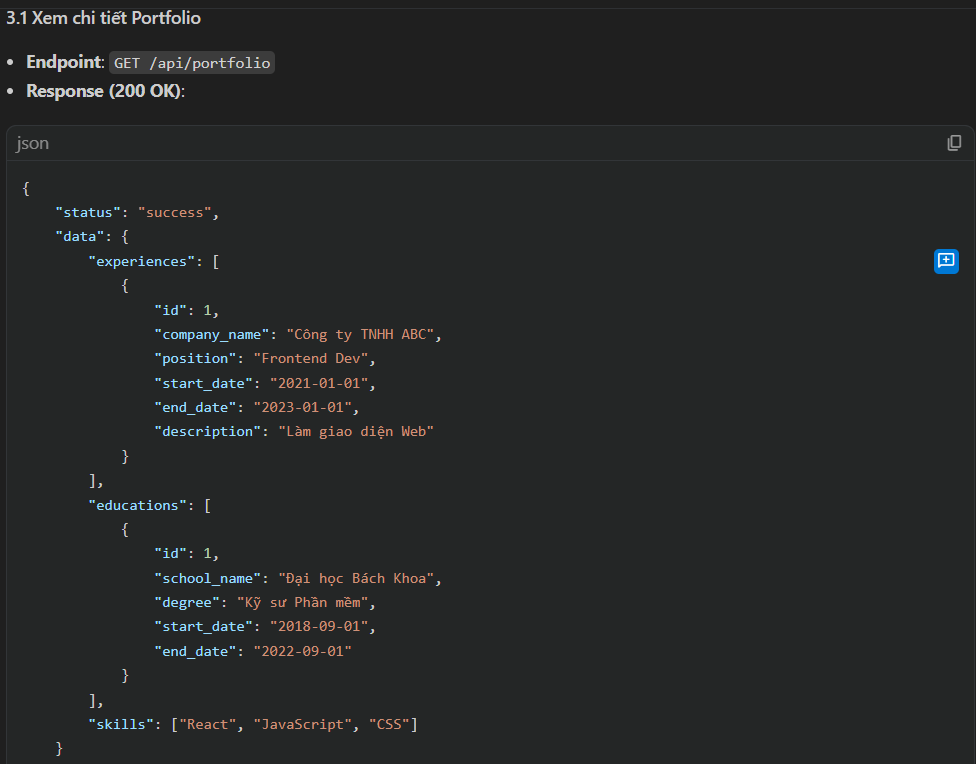 3.1 Xem chi tiết Portfolio
• Endpoint: GET /api/portfolio
• Response (200 OK):
json
{
    "status": "success",
    "data": {
        "experiences": [
            {
                "id": 1,
                "company_name": "Công ty TNHH ABC",
                "position": "Frontend Dev",
                "start_date": "2021-01-01",
                "end_date": "2023-01-01",
                "description": "Làm giao diện Web"
            }
        ],
        "educations": [
            {
                "id": 1,
                "school_name": "Đại học Bách Khoa",
                "degree": "Kỹ sư Phần mềm",
                "start_date": "2018-09-01",
                "end_date": "2022-09-01"
            }
        ],
        "skills": ["React", "JavaScript", "CSS"]
    }